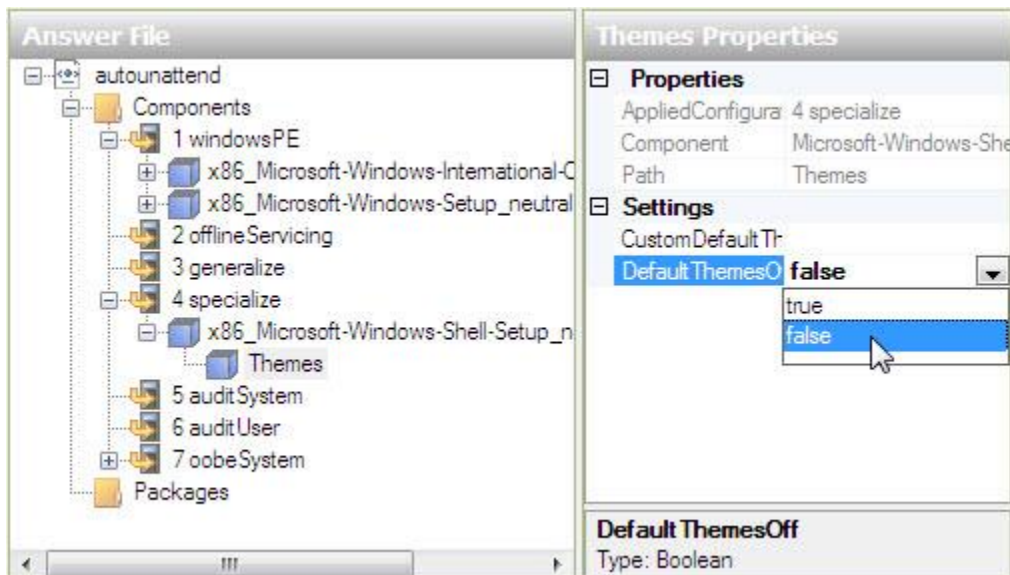 Answer File
autounattend
Components
1 windowsPE
x86_Microsoft-Windows-International-C
x86_Microsoft-Windows-Setup_neutral
2 offlineServicing
3 generalize
4 specialize
x86_Microsoft-Windows-Shell-Setup_n
Themes
5 auditSystem
6 auditUser
7 oobeSystem
Packages
Themes Properties
Properties
AppliedConfigura 4 specialize
Component Microsoft-Windows-She
Path Themes
Settings
CustomDefaultTh
DefaultThemesO false
true
false
DefaultThemesOff
Type: Boolean